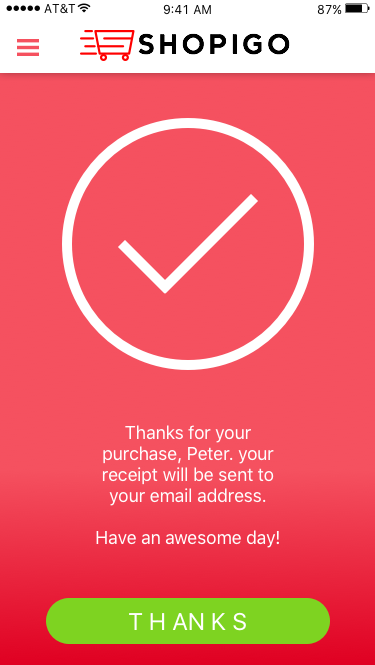 ●●●●● AT&T 9:41 AM 87%
SHOPIGO
Thanks for your
purchase, Peter. your
receipt will be sent to
your email address.
Have an awesome day!
THANKS